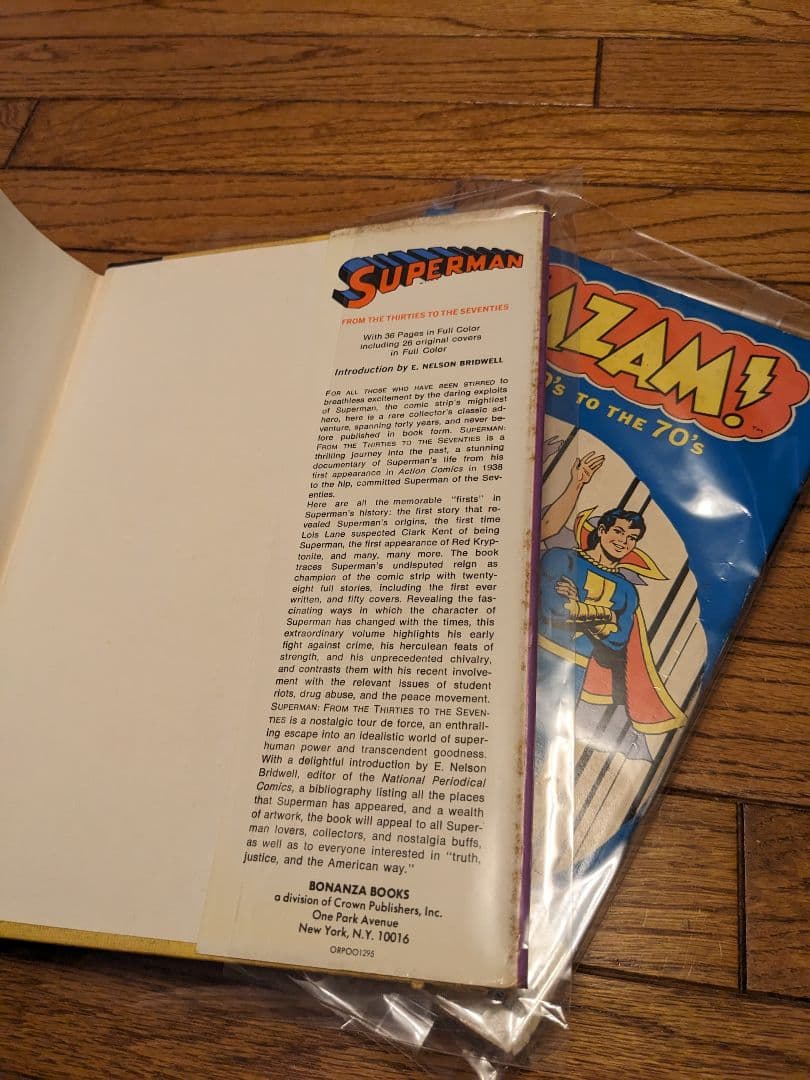 SUPERMAN
FROM THE THIRTIES TO THE SEVENTIES
With 36 Pages in Full Color
including 26 original covers
in Full Color
Introduction by E. NELSON BRIDWELL
FOR ALL THOSE WHO HAVE BEEN STIRRED to
breathless excitement by the daring exploits
of Superman, the comic strip's mightiest
hero, here is a rare collector's classic ad-
venture, spanning forty years, and never be-
fore published in book form. SUPERMAN:
FROM THE THIRTIES TO THE SEVENTIES is a
thrilling journey into the past, a stunning
documentary of Superman's life from his
first appearance in Action Comics in 1938
to the hip, committed Superman of the Sev-
enties.
Here are all the memorable "firsts" in
Superman's history: the first story that re-
vealed Superman's origins, the first time
Lois Lane suspected Clark Kent of being
Superman, the first appearance of Red Kryp-
tonite, and many, many more. The book
traces Superman's undisputed reign as
champion of the comic strip with twenty-
eight full stories, including the first ever
written, and fifty covers. Revealing the fas-
cinating ways in which the character of
Superman has changed with the times, this
extraordinary volume highlights his early
fight against crime, his herculean feats of
strength, and his unprecedented chivalry,
and contrasts them with his recent involve-
ment with the relevant issues of student
riots, drug abuse, and the peace movement.
SUPERMAN: FROM THE THIRTIES TO THE SEVEN-
TIES is a nostalgic tour de force, an enthrall-
ing escape into an idealistic world of super-
human power and transcendent goodness.
With a delightful introduction by E. Nelson
Bridwell, editor of the National Periodical
Comics, a bibliography listing all the places
that Superman has appeared, and a wealth
of artwork, the book will appeal to all Super-
man lovers, collectors, and nostalgia buffs,
as well as to everyone interested in "truth,
justice, and the American way."
BONANZA BOOKS
a division of Crown Publishers, Inc.
One Park Avenue
New York, N.Y. 10016
ORPOO1295
AZAM!
TM
0's TO THE 70's